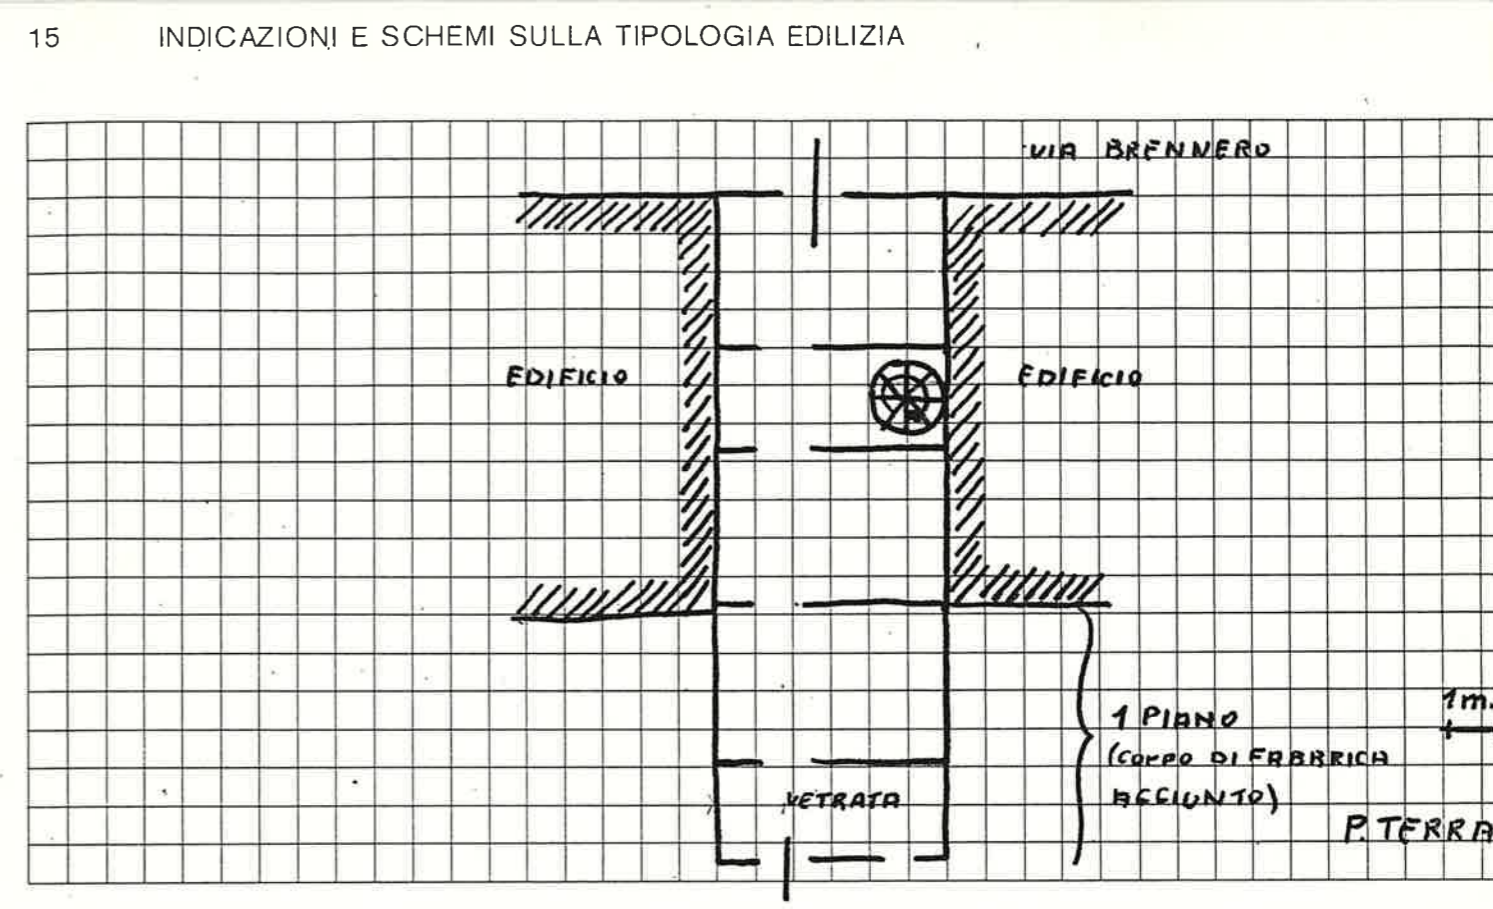 15 INDICAZIONI E SCHEMI SULLA TIPOLOGIA EDILIZIA
VIA BRENNERO
EDIFICIO
EDIFICIO
1m.
1 PIANO
(CORPO DI FABBRICA
AGGIUNTO)
VETRATA
P. TERRA